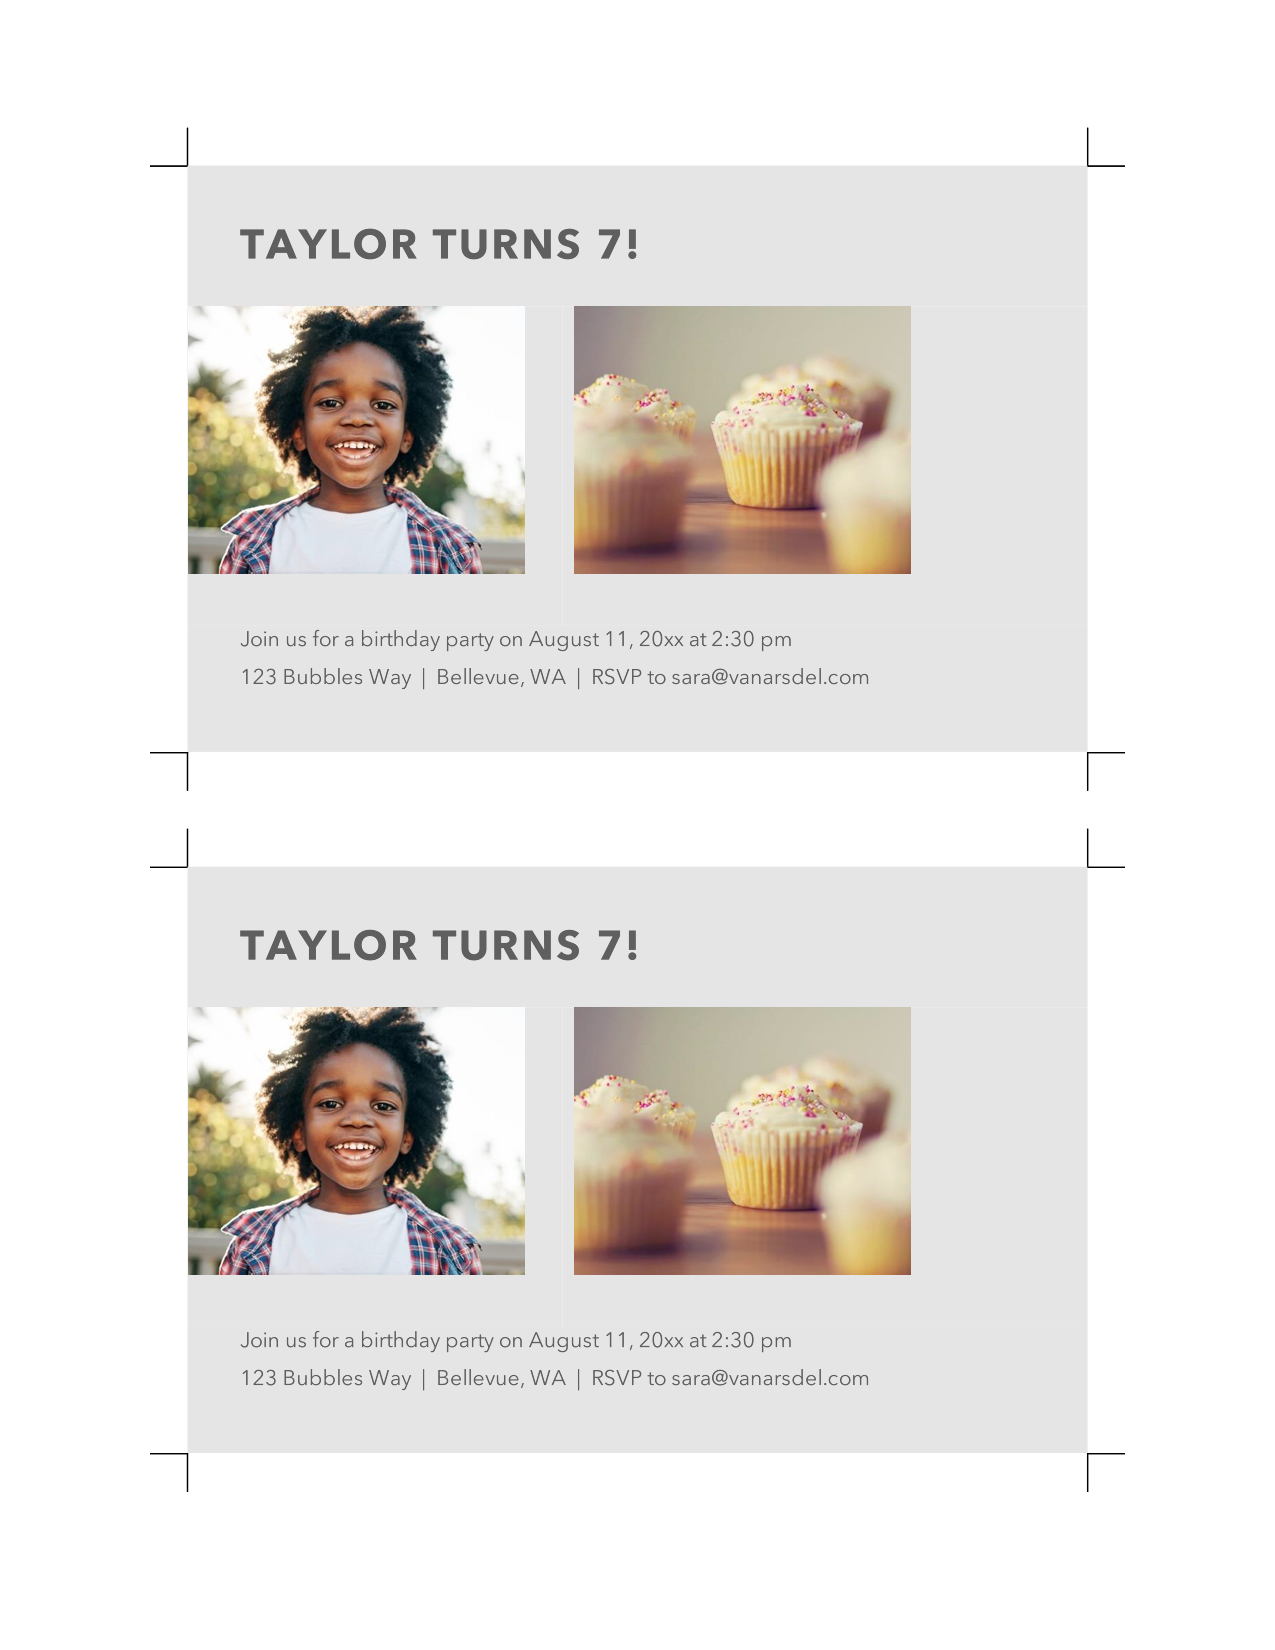 TAYLOR TURNS 7!
Join us for a birthday party on August 11, 20xx at 2:30 pm
123 Bubbles Way | Bellevue, WA | RSVP to sara@vanarsdel.com
TAYLOR TURNS 7!
Join us for a birthday party on August 11, 20xx at 2:30 pm
123 Bubbles Way | Bellevue, WA | RSVP to sara@vanarsdel.com